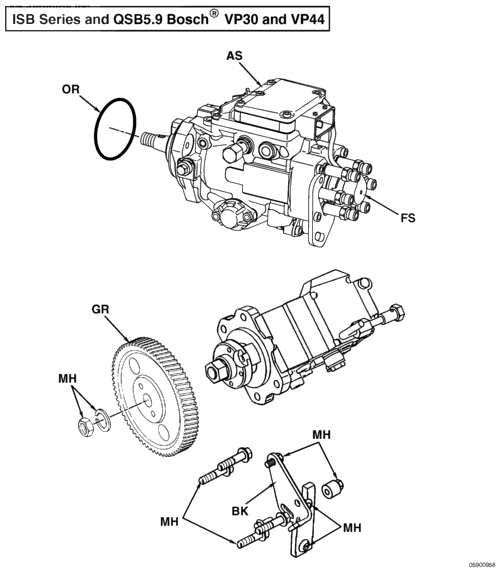 ISB Series and QSB5.9 Bosch® VP30 and VP44
AS
OR
FS
GR
MH
MH
BK
MH
MH
06900968